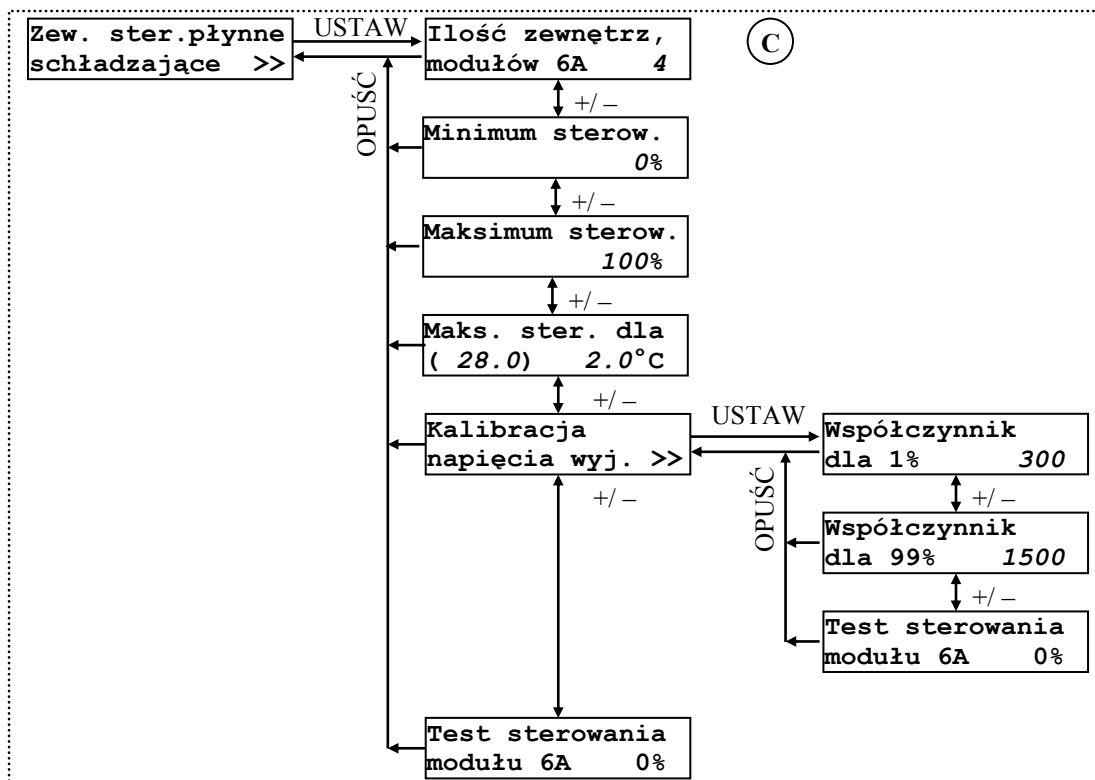 Zew. ster.płynne
schładzające >>
USTAW
Ilość zewnętrz,
modułów 6A 4
C
OPUŚĆ
+/ –
Minimum sterow.
0%
+/ –
Maksimum sterow.
100%
+/ –
Maks. ster. dla
( 28.0) 2.0°C
+/ –
Kalibracja
napięcia wyj. >>
USTAW
Współczynnik
dla 1% 300
+/ –
OPUŚĆ
+/ –
Współczynnik
dla 99% 1500
+/ –
Test sterowania
modułu 6A 0%
Test sterowania
modułu 6A 0%